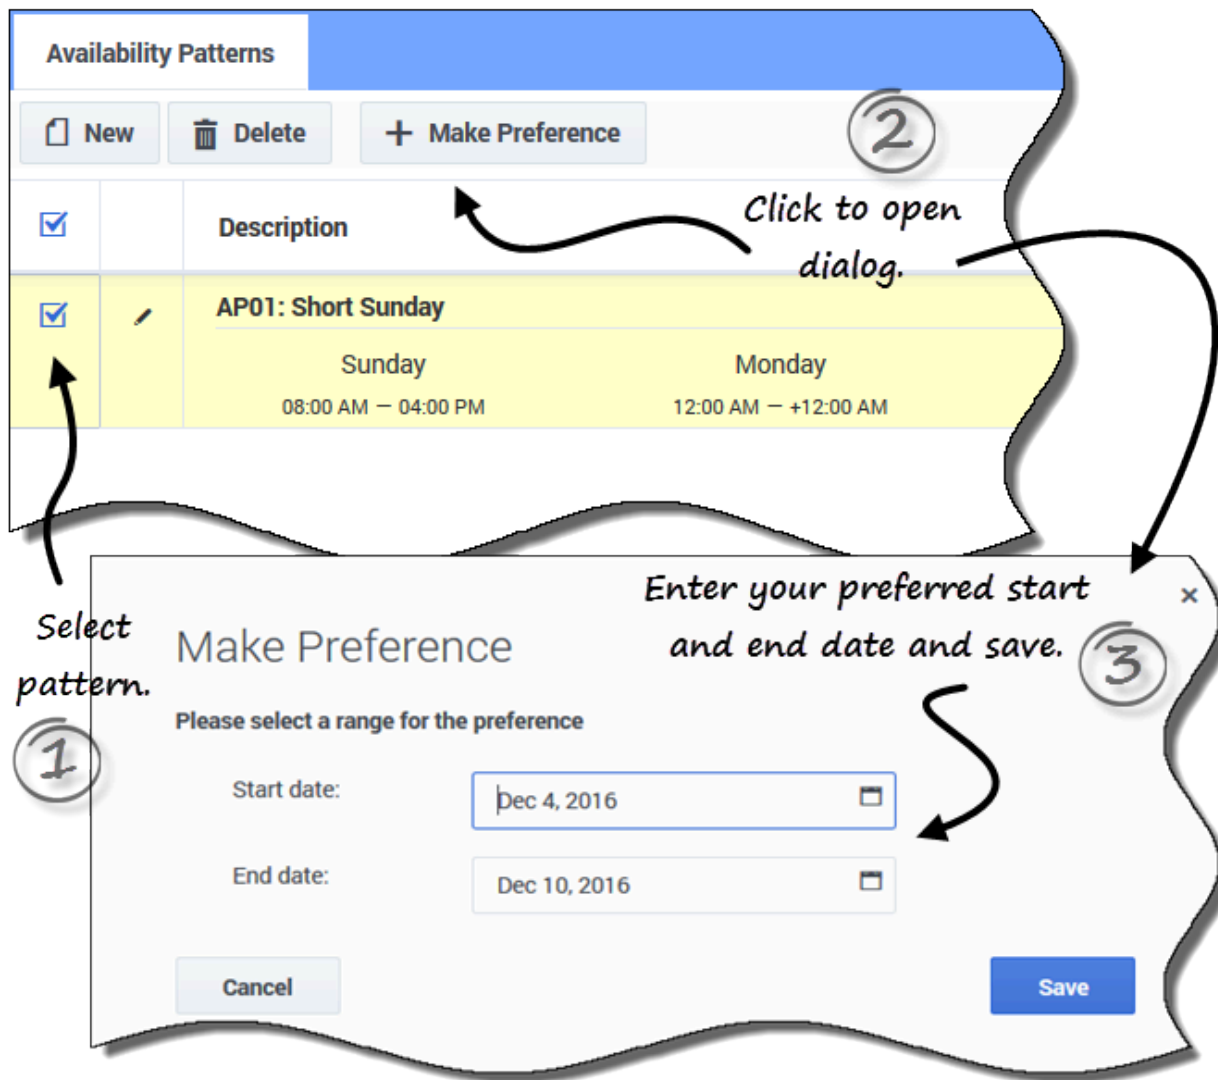 Availability Patterns
New Delete + Make Preference
2
Click to open
dialog.
Description
AP01: Short Sunday
Sunday Monday
08:00 AM — 04:00 PM 12:00 AM — +12:00 AM
Select
pattern.
1
Enter your preferred start
and end date and save.
3
×
Make Preference
Please select a range for the preference
Start date: Dec 4, 2016
End date: Dec 10, 2016
Cancel Save